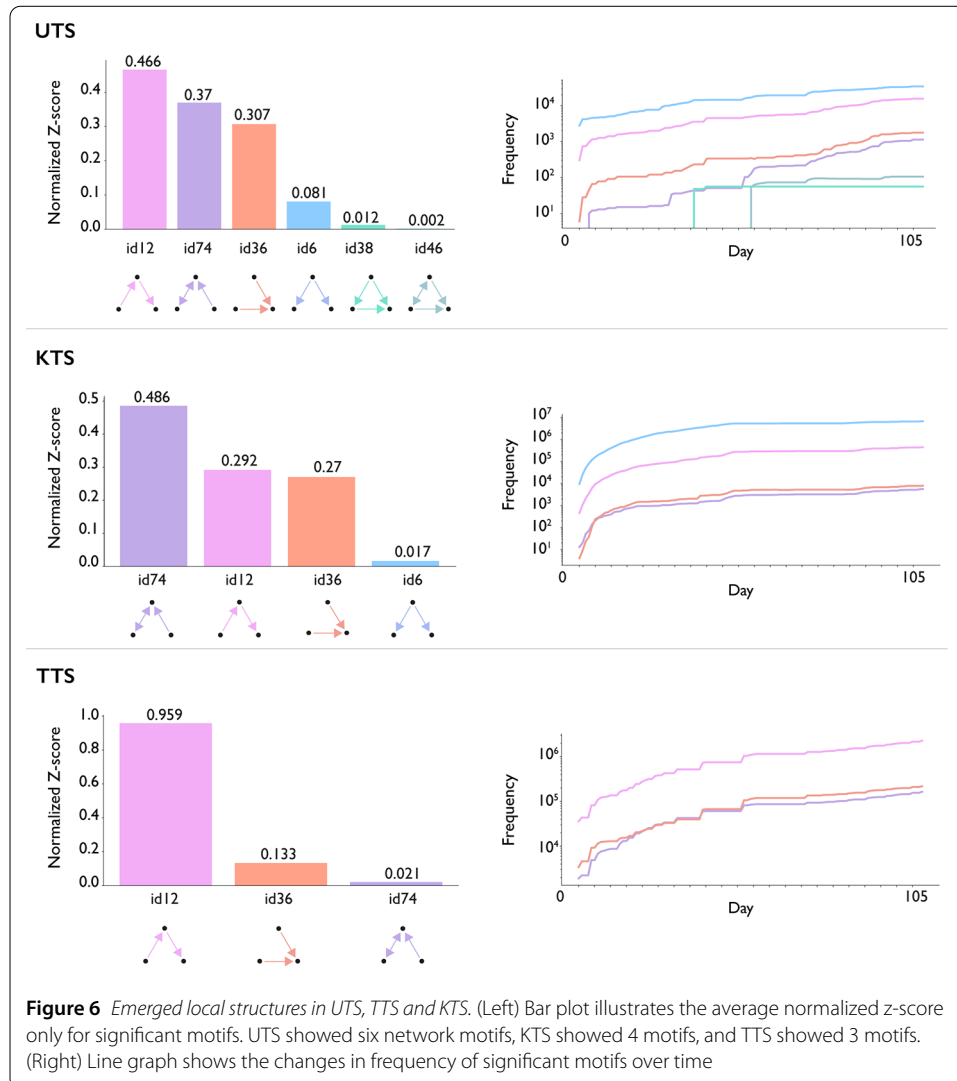 UTS
Normalized Z-score
0.4
0.3
0.2
0.1
0.0
0.466
0.37
0.307
0.081
0.012
0.002
id12 id74 id36 id6 id38 id46
Frequency
10⁴
10³
10²
10¹
0 105
Day
KTS
Normalized Z-score
0.5
0.4
0.3
0.2
0.1
0.0
0.486
0.292
0.27
0.017
id74 id12 id36 id6
Frequency
10⁷
10⁶
10⁵
10⁴
10³
10²
10¹
0 105
Day
TTS
Normalized Z-score
1.0
0.8
0.6
0.4
0.2
0.0
0.959
0.133
0.021
id12 id36 id74
Frequency
10⁶
10⁵
10⁴
0 105
Day
Figure 6 Emerged local structures in UTS, TTS and KTS. (Left) Bar plot illustrates the average normalized z-score
only for significant motifs. UTS showed six network motifs, KTS showed 4 motifs, and TTS showed 3 motifs.
(Right) Line graph shows the changes in frequency of significant motifs over time